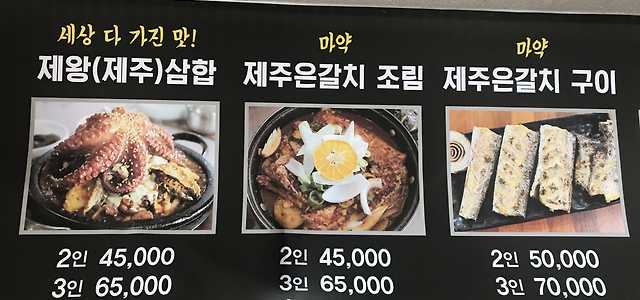 세상 다 가진 맛!
제왕(제주)삼합
2인 45,000
3인 65,000
마약
제주은갈치 조림
2인 45,000
3인 65,000
마약
제주은갈치 구이
2인 50,000
3인 70,000